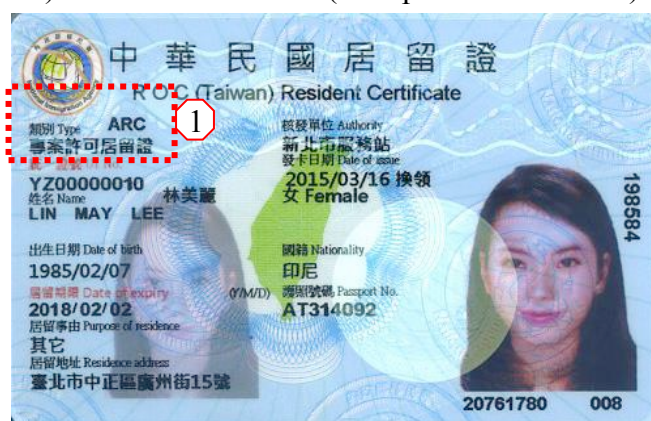 中華民國居留證
R O C (Taiwan) Resident Certificate
類別 Type ARC
1
專案許可居留證
核發單位 Authority
新北市服務站
發卡日期 Date of issue
YZ00000010
2015/03/16 換領
姓名 Name
林美麗
女 Female
LIN MAY LEE
198584
出生日期 Date of birth
國籍 Nationality
1985/02/07
印尼
居留期限 Date of expiry (Y/M/D)
護照號碼 Passport No.
2018/02/02
AT314092
居留事由 Purpose of residence
其它
居留地址 Residence address
臺北市中正區廣州街15號
20761780 008